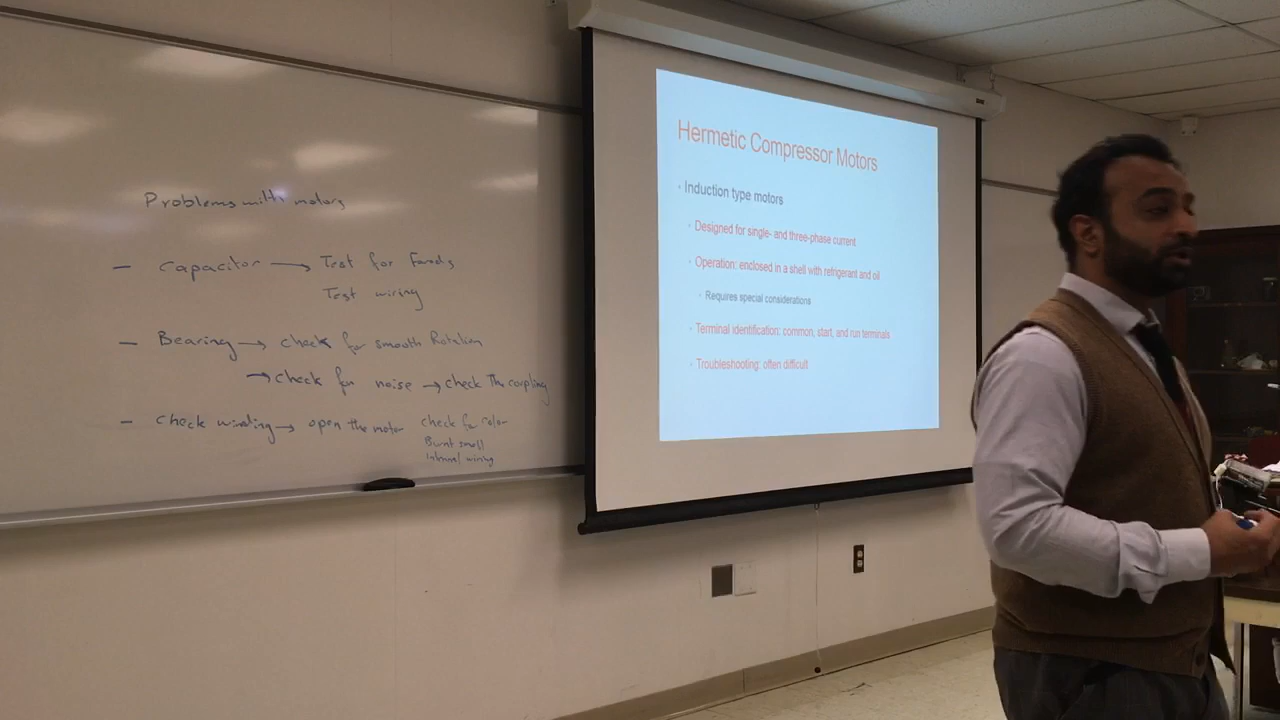 Problems with motors
– Capacitor → Test for Farads
Test wiring
– Bearing → check for smooth Rotation
→ check for noise → check The coupling
– check winding → open the motor check for color
Burnt smell
Internal wiring
Hermetic Compressor Motors
• Induction type motors
• Designed for single- and three-phase current
• Operation: enclosed in a shell with refrigerant and oil
• Requires special considerations
• Terminal identification: common, start, and run terminals
• Troubleshooting: often difficult